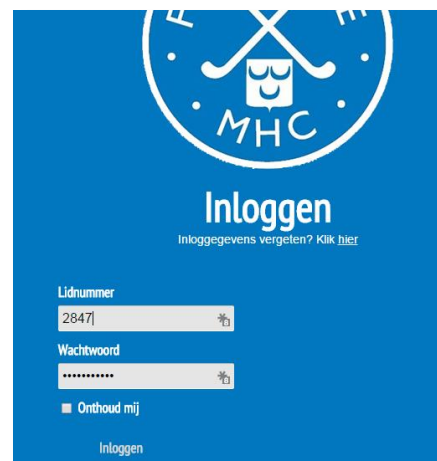 MHC
Inloggen
Inloggegevens vergeten? Klik hier
Lidnummer
2847
Wachtwoord
•••••••••••
Onthoud mij
Inloggen